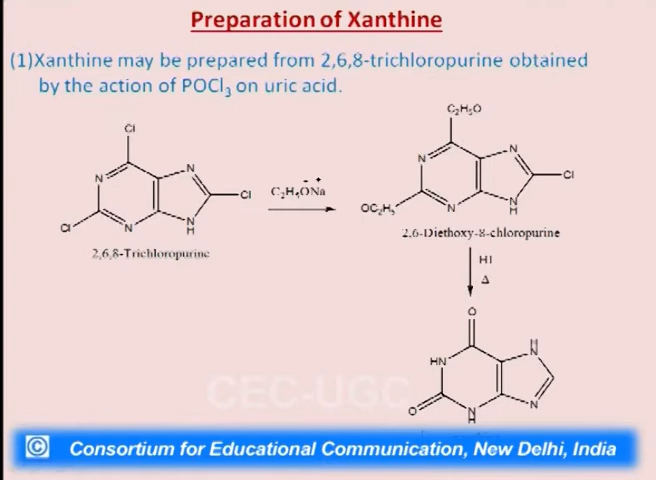 Preparation of Xanthine
(1)Xanthine may be prepared from 2,6,8-trichloropurine obtained
by the action of POCl₃ on uric acid.
C₂H₅O
Cl
N
N
N
N
Cl
Cl
N
N
H
C₂H₅O⁻Na⁺
N
N
Cl
OC₂H₅
N
N
H
2,6,8-Trichloropurine
2,6-Diethoxy-8-chloropurine
HI
Δ
O
H
N
HN
O
N
H
N
CEC-UGC
© Consortium for Educational Communication, New Delhi, India